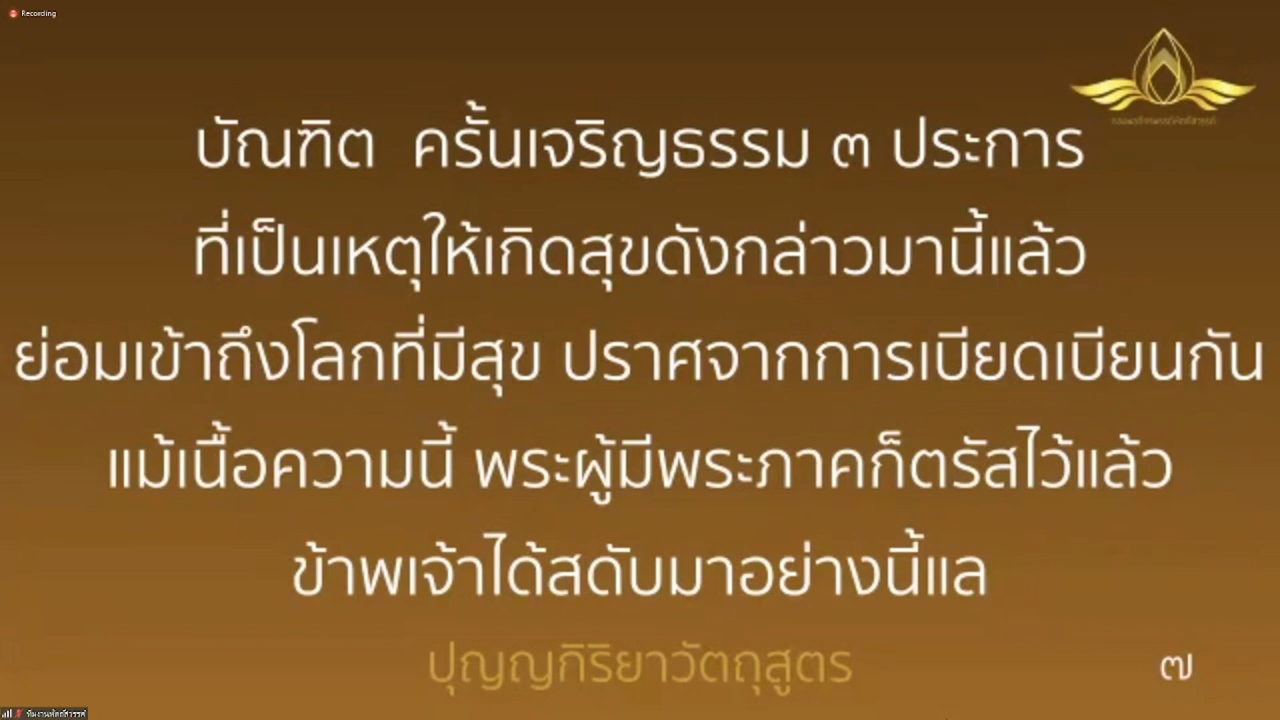 Recording
บัณฑิต ครั้นเจริญธรรม ๓ ประการ
ที่เป็นเหตุให้เกิดสุขดังกล่าวมานี้แล้ว
ย่อมเข้าถึงโลกที่มีสุข ปราศจากการเบียดเบียนกัน
แม้เนื้อความนี้ พระผู้มีพระภาคก็ตรัสไว้แล้ว
ข้าพเจ้าได้สดับมาอย่างนี้แล
ปุญญกิริยาวัตถุสูตร
๗